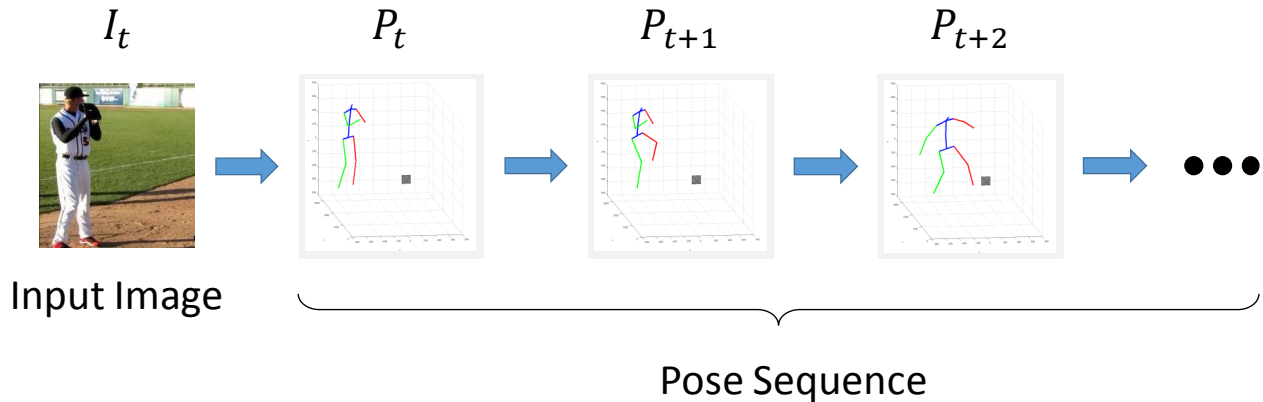 I_t P_t P_{t+1} P_{t+2}
Input Image
Pose Sequence